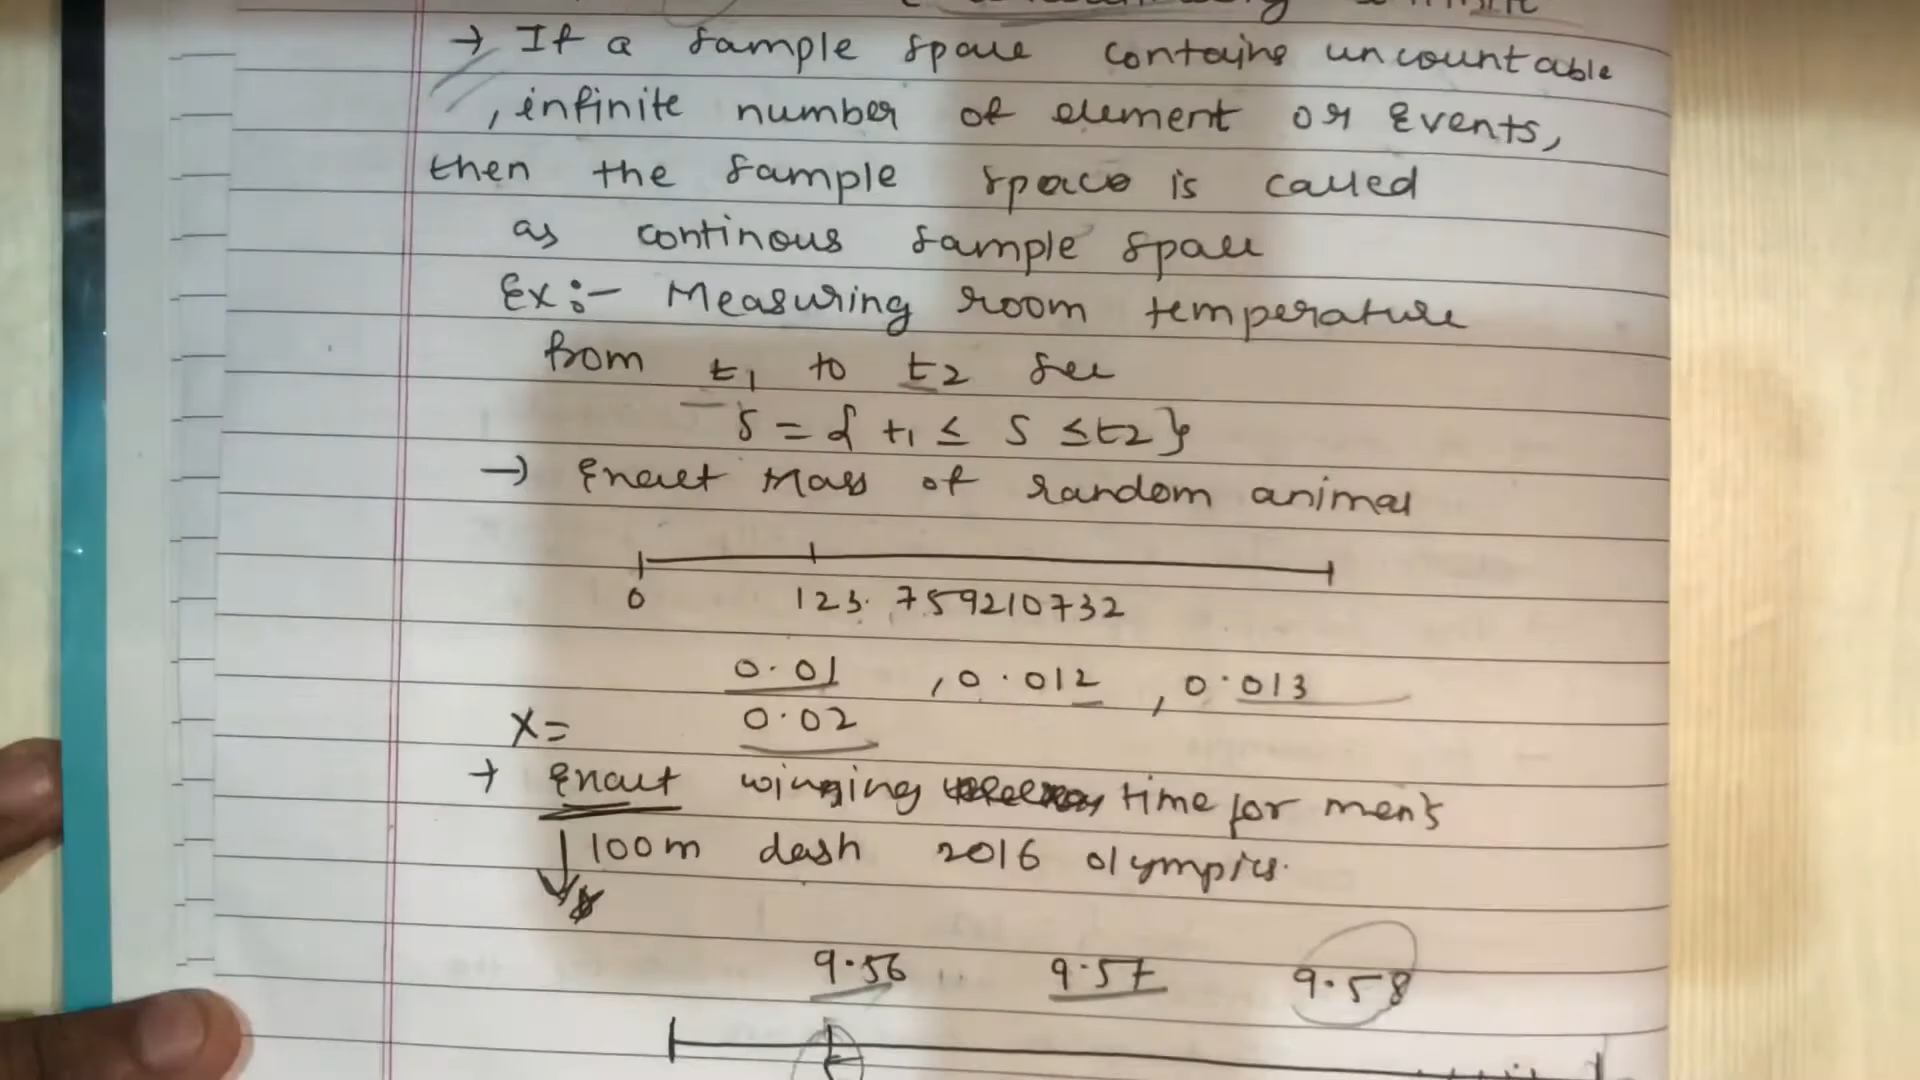 → If a sample space contains uncountable
, infinite number of element or Events,
then the sample space is called
as continous sample space
Ex:- Measuring room temperature
from t1 to t2 sec
S = { t1 ≤ S ≤ t2 }
→ Exact Mass of random animal
0 123.759210732
0.01 , 0.012 , 0.013
X = 0.02
→ Exact winning time for men's
100m dash 2016 olympics.
9.56 .. 9.57 9.58